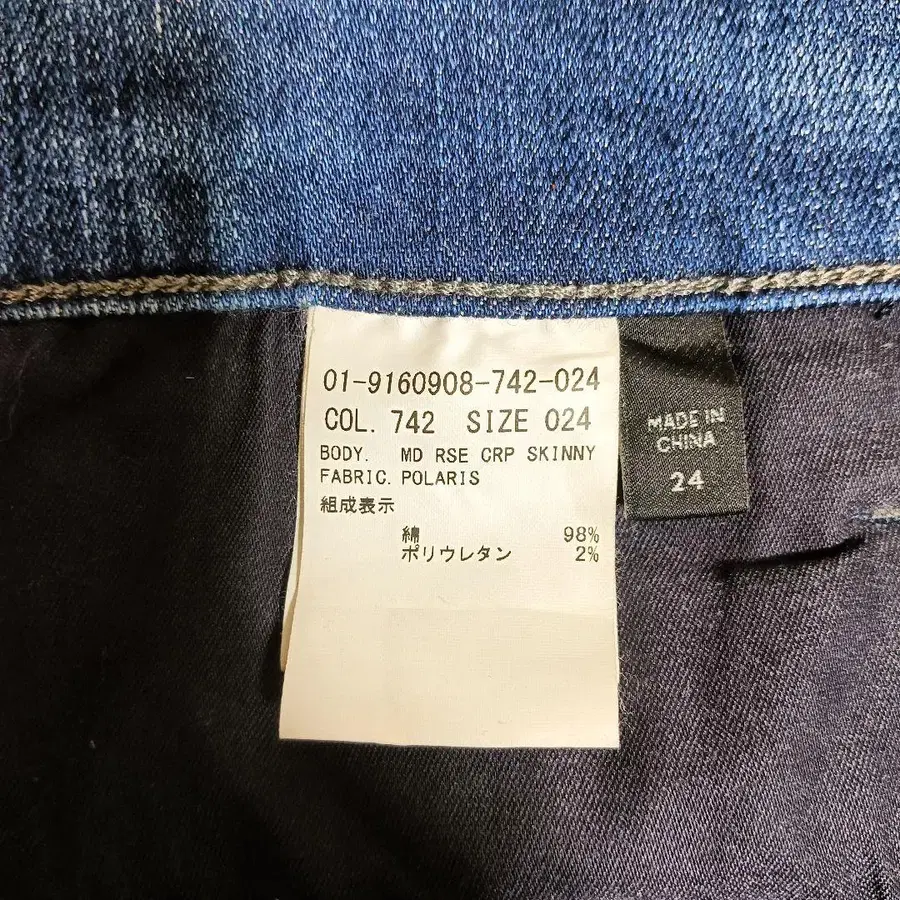 01-9160908-742-024
COL. 742 SIZE 024
BODY. MD RSE CRP SKINNY
FABRIC. POLARIS
組成表示
綿 98%
ポリウレタン 2%
MADE IN
CHINA
24